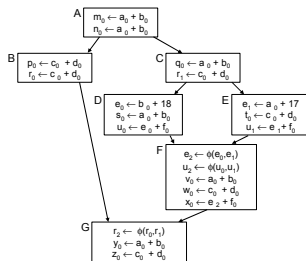 A
m₀ ← a₀ + b₀
n₀ ← a₀ + b₀
B
p₀ ← c₀ + d₀
r₀ ← c₀ + d₀
C
q₀ ← a₀ + b₀
r₁ ← c₀ + d₀
D
e₀ ← b₀ + 18
s₀ ← a₀ + b₀
u₀ ← e₀ + f₀
E
e₁ ← a₀ + 17
t₀ ← c₀ + d₀
u₁ ← e₁ + f₀
F
e₂ ← ϕ(e₀,e₁)
u₂ ← ϕ(u₀,u₁)
v₀ ← a₀ + b₀
w₀ ← c₀ + d₀
x₀ ← e₂ + f₀
G
r₂ ← ϕ(r₀,r₁)
y₀ ← a₀ + b₀
z₀ ← c₀ + d₀